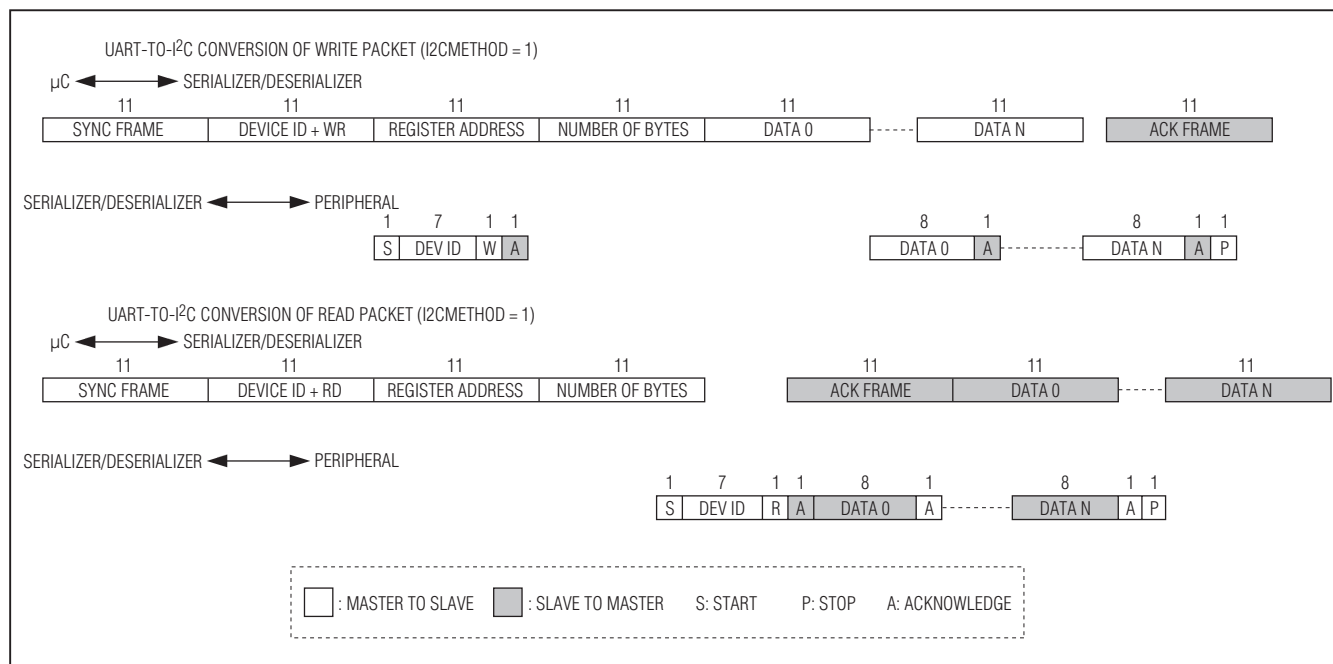 UART-TO-I2C CONVERSION OF WRITE PACKET (I2CMETHOD = 1)
µC SERIALIZER/DESERIALIZER
11 11 11 11 11 11 11
SYNC FRAME DEVICE ID + WR REGISTER ADDRESS NUMBER OF BYTES DATA 0 DATA N ACK FRAME
SERIALIZER/DESERIALIZER PERIPHERAL
1 7 1 1 8 1 8 1 1
S DEV ID W A DATA 0 A DATA N A P
UART-TO-I2C CONVERSION OF READ PACKET (I2CMETHOD = 1)
µC SERIALIZER/DESERIALIZER
11 11 11 11 11 11 11
SYNC FRAME DEVICE ID + RD REGISTER ADDRESS NUMBER OF BYTES ACK FRAME DATA 0 DATA N
SERIALIZER/DESERIALIZER PERIPHERAL
1 7 1 1 8 1 8 1 1
S DEV ID R A DATA 0 A DATA N A P
: MASTER TO SLAVE : SLAVE TO MASTER S: START P: STOP A: ACKNOWLEDGE